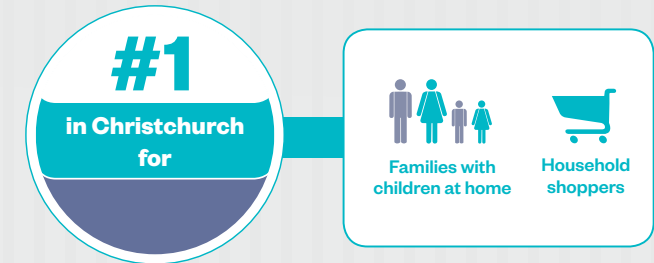 #1
in Christchurch
for
Families with
children at home
Household
shoppers